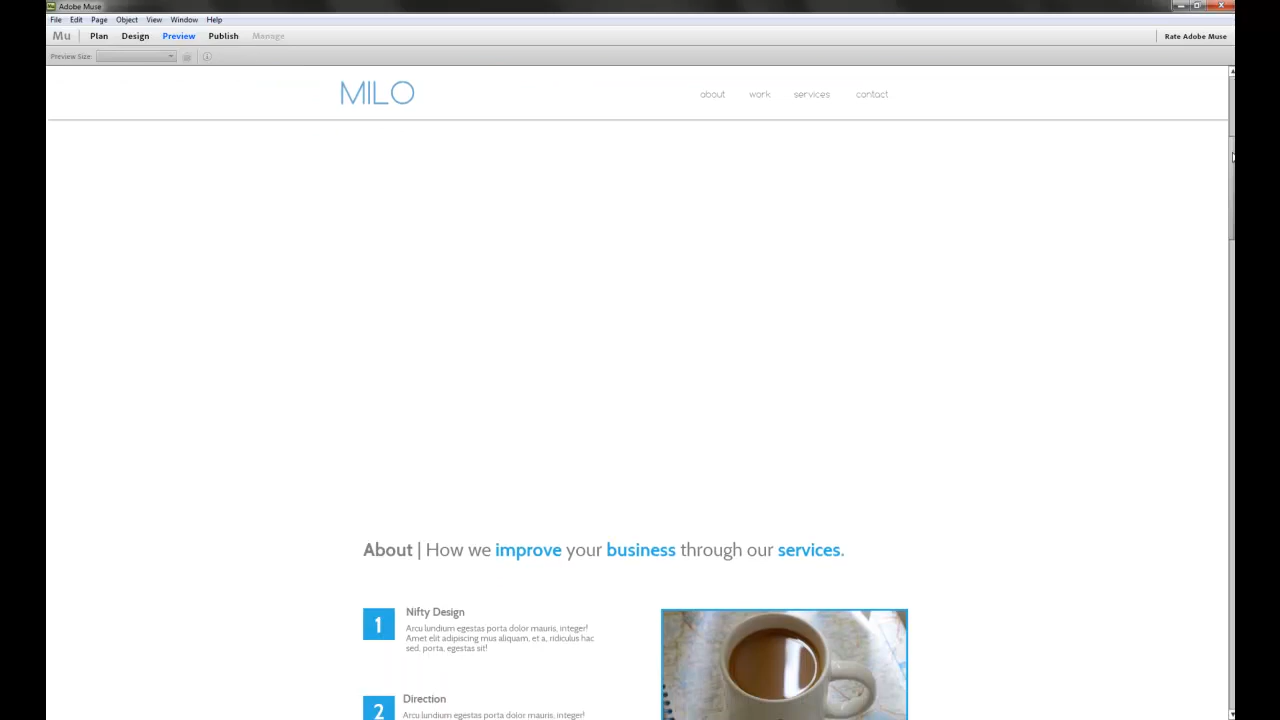 Adobe Muse
File Edit Page Object View Window Help
Mu Plan Design Preview Publish Manage
Rate Adobe Muse
Preview Size:
MILO
about work services contact
About | How we improve your business through our services.
1
Nifty Design
Arcu lundium egestas porta dolor mauris, integer!
Amet elit adipiscing mus aliquam, et a, ridiculus hac
sed, porta, egestas sit!
2
Direction
Arcu lundium egestas porta dolor mauris, integer!